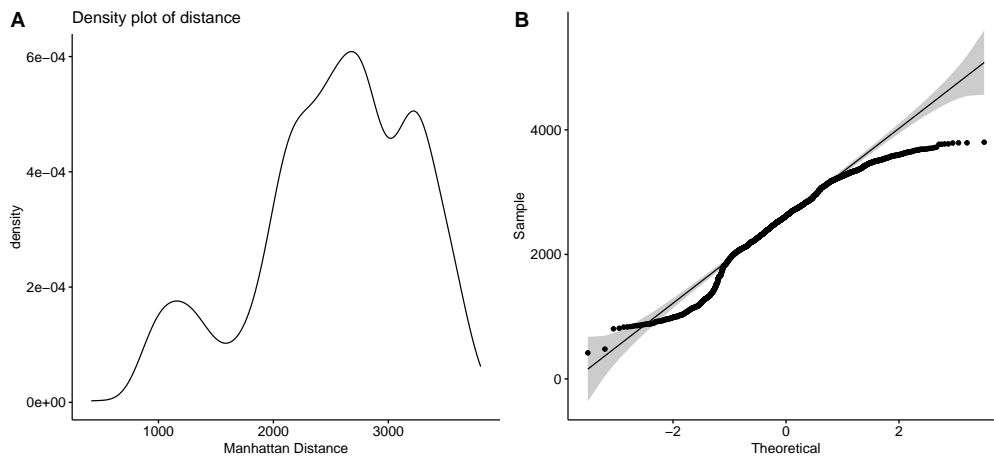 A
Density plot of distance
6e−04
4e−04
2e−04
0e+00
density
1000
2000
3000
Manhattan Distance
B
4000
2000
0
Sample
−2
0
2
Theoretical